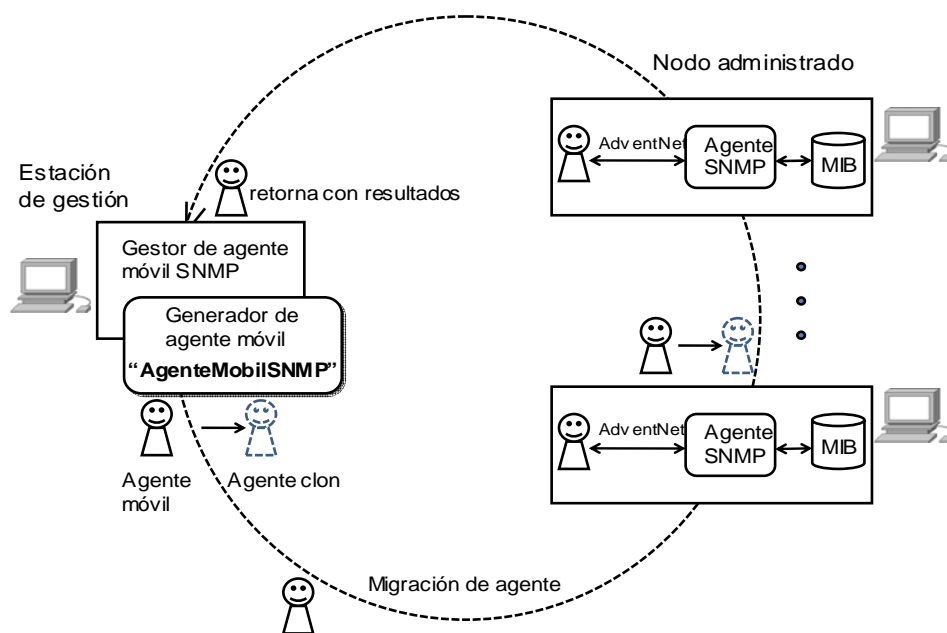 Nodo administrado
AdventNet
Agente
SNMP
MIB
Estación
de gestión
retorna con resultados
Gestor de agente
móvil SNMP
Generador de
agente móvil
“AgenteMobilSNMP”
Agente
móvil
Agente clon
AdventNet
Agente
SNMP
MIB
Migración de agente